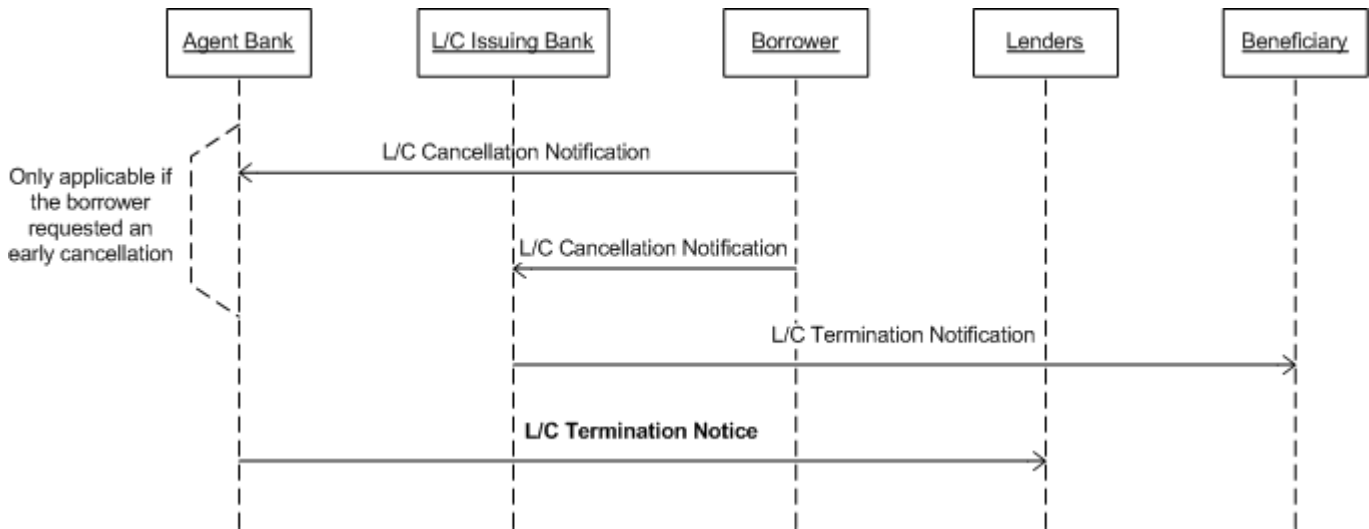 Agent Bank
L/C Issuing Bank
Borrower
Lenders
Beneficiary
L/C Cancellation Notification
Only applicable if
the borrower
requested an
early cancellation
L/C Cancellation Notification
L/C Termination Notification
L/C Termination Notice